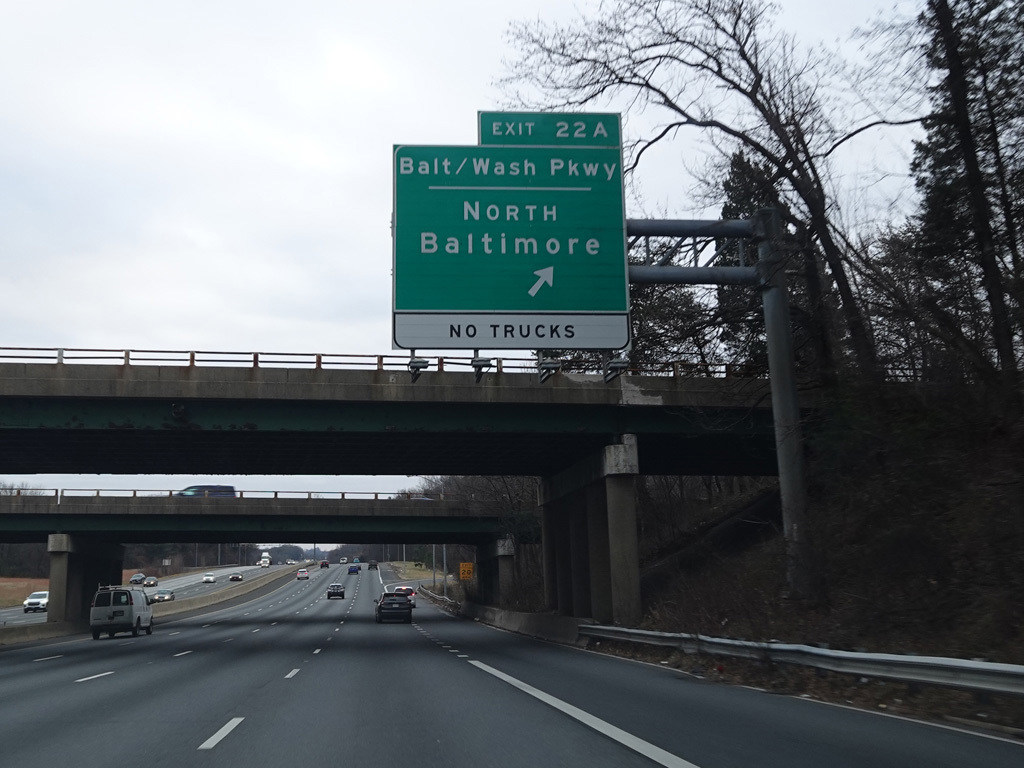 EXIT 22A
Balt/Wash Pkwy
NORTH
Baltimore
NO TRUCKS